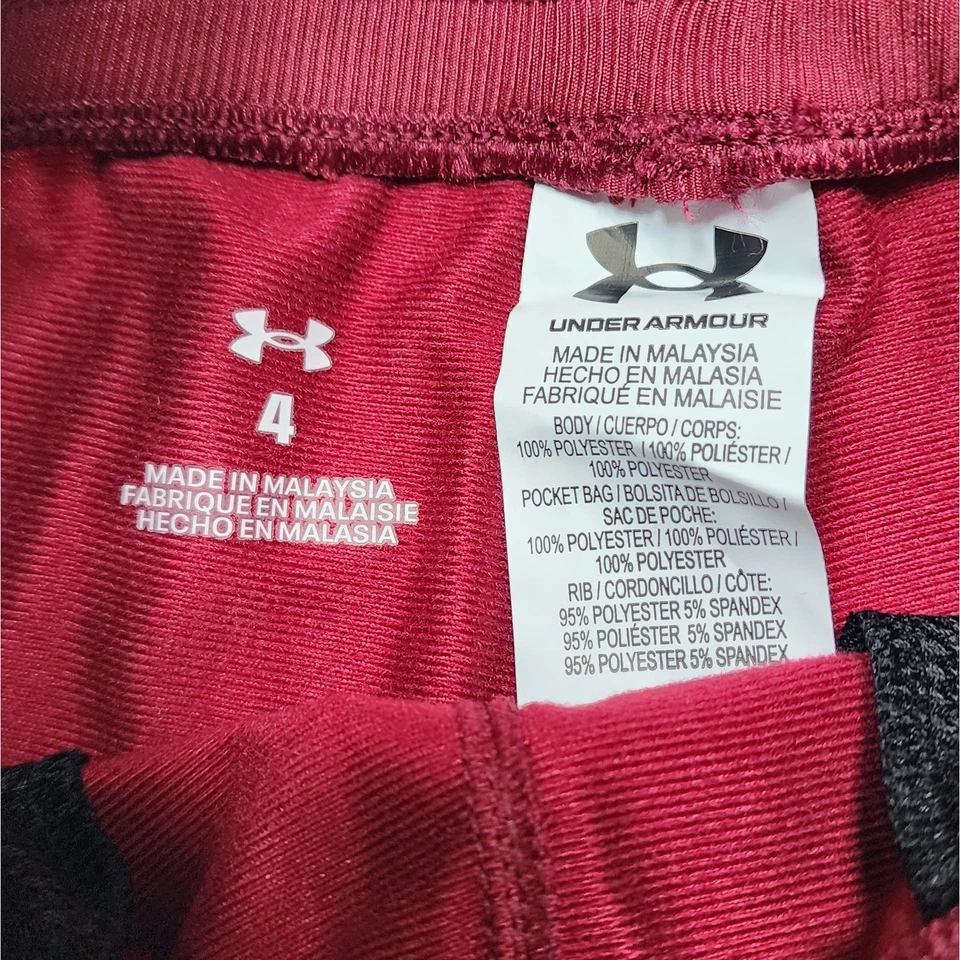 4
MADE IN MALAYSIA
FABRIQUE EN MALAISIE
HECHO EN MALASIA
UNDER ARMOUR
MADE IN MALAYSIA
HECHO EN MALASIA
FABRIQUÉ EN MALAISIE
BODY / CUERPO / CORPS:
100% POLYESTER / 100% POLIÉSTER /
100% POLYESTER
POCKET BAG / BOLSITA DE BOLSILLO /
SAC DE POCHE:
100% POLYESTER / 100% POLIÉSTER /
100% POLYESTER
RIB / CORDONCILLO / CÔTE:
95% POLYESTER 5% SPANDEX
95% POLIÉSTER 5% SPANDEX
95% POLYESTER 5% SPANDEX